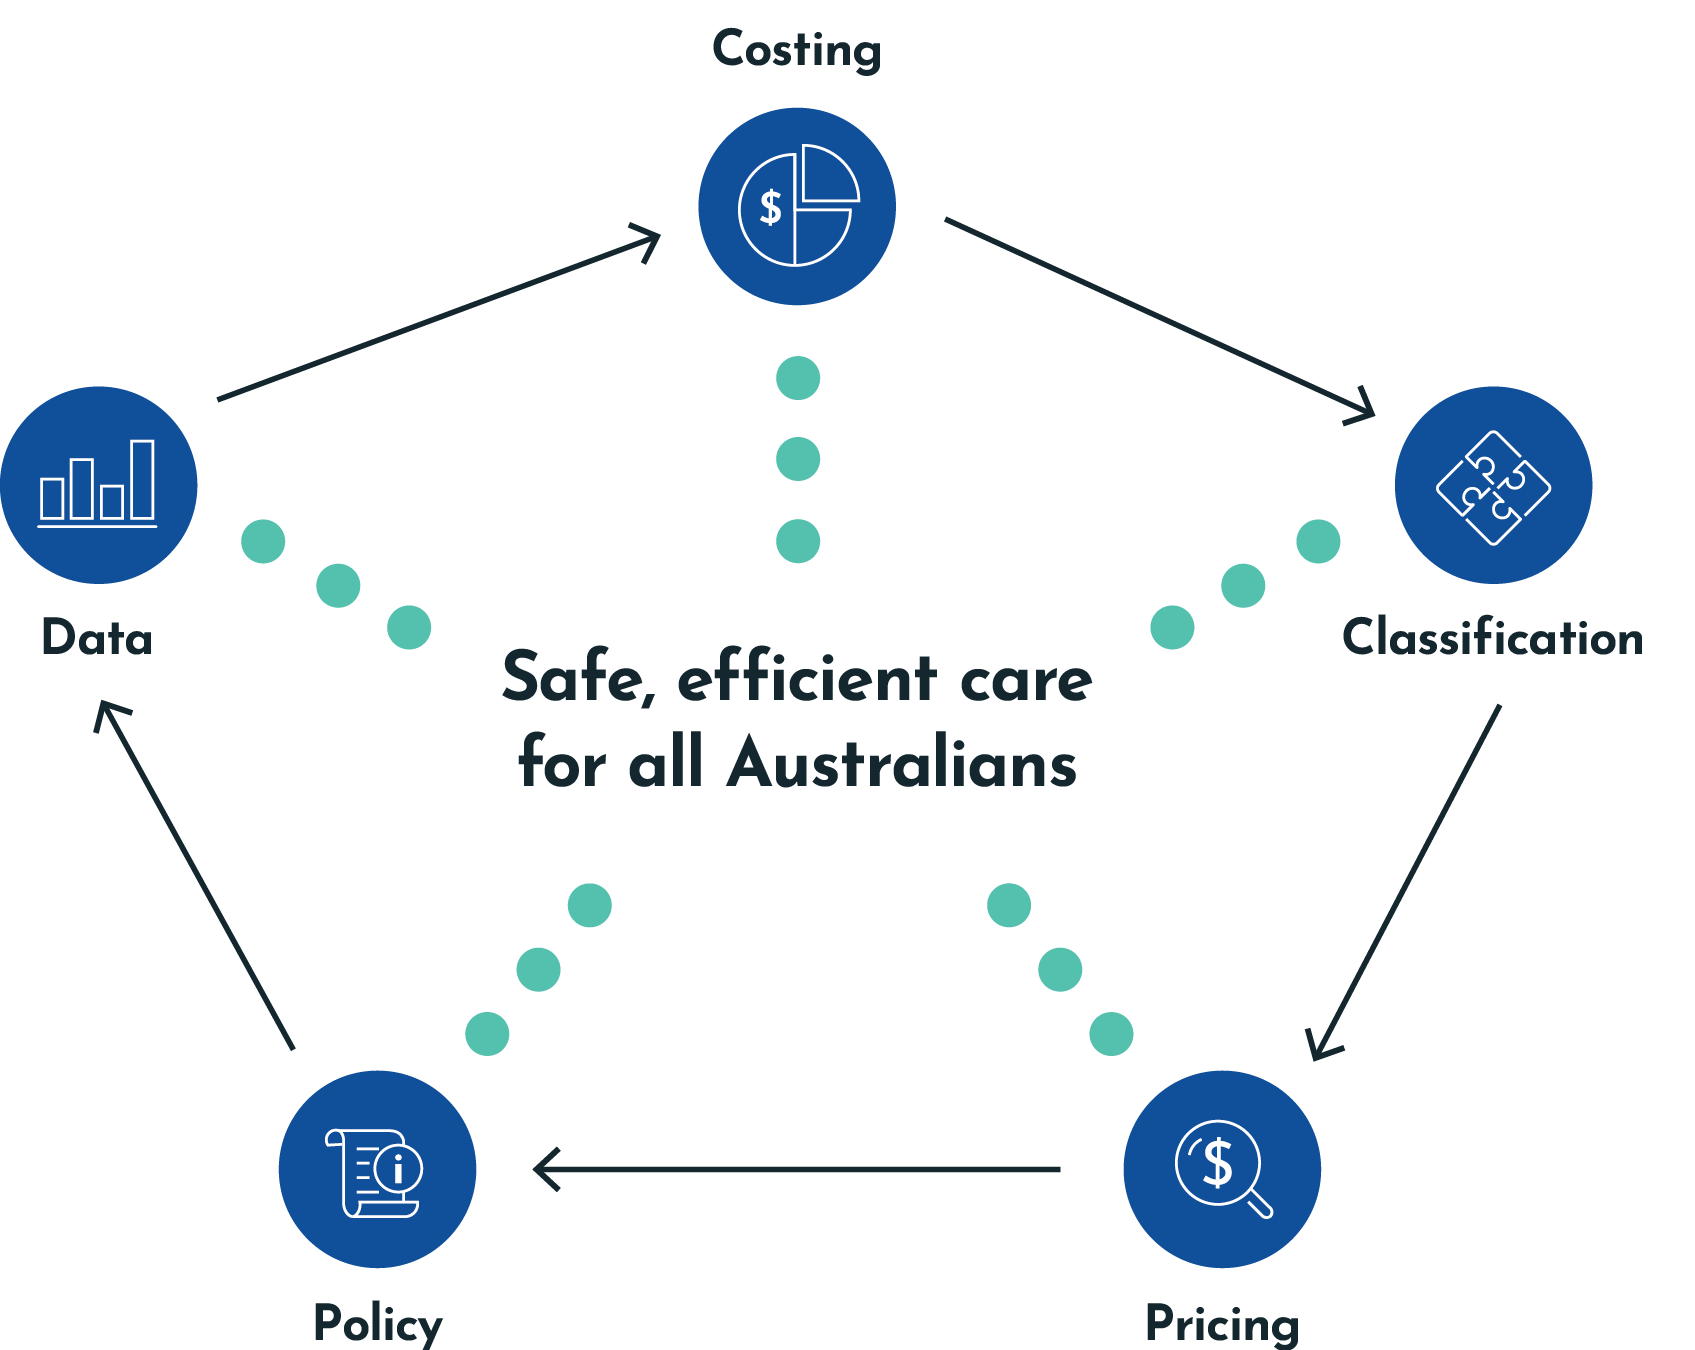 Costing
$
Data
Classification
Safe, efficient care
for all Australians
i
$
Policy
Pricing